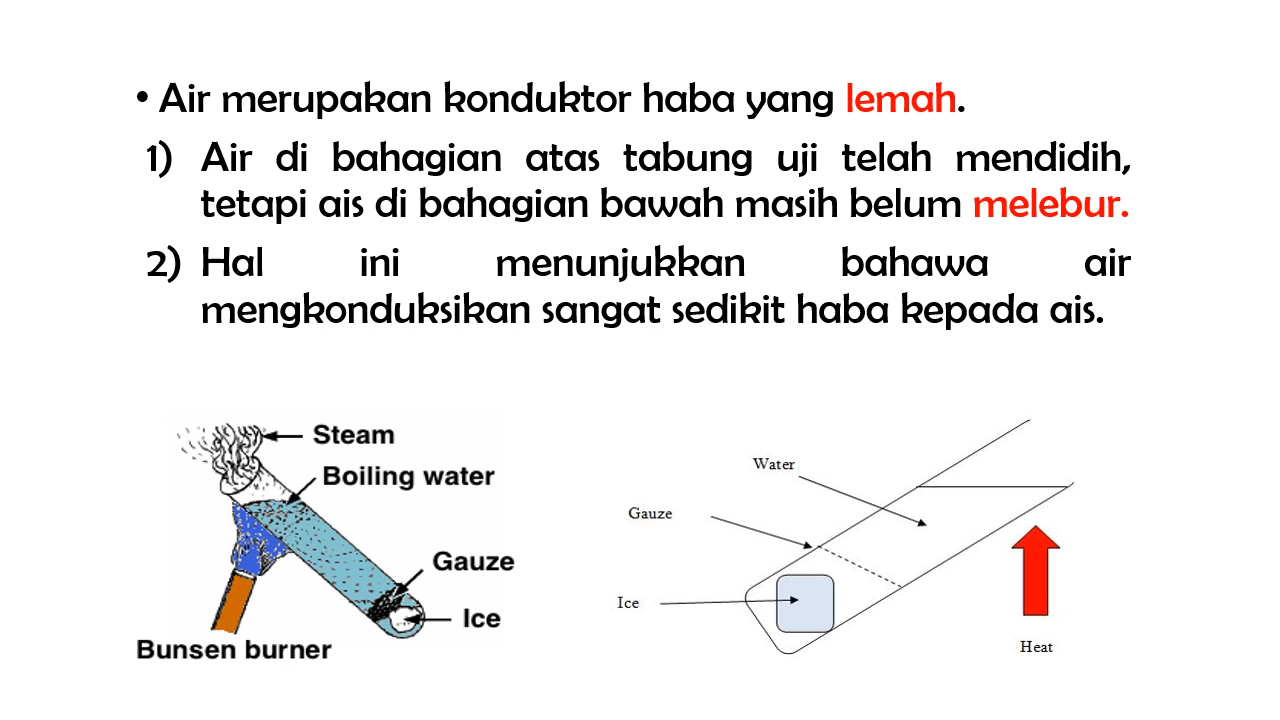 • Air merupakan konduktor haba yang lemah.
1) Air di bahagian atas tabung uji telah mendidih,
tetapi ais di bahagian bawah masih belum melebur.
2) Hal ini menunjukkan bahawa air
mengkonduksikan sangat sedikit haba kepada ais.
Steam
Boiling water
Gauze
Ice
Bunsen burner
Water
Gauze
Ice
Heat